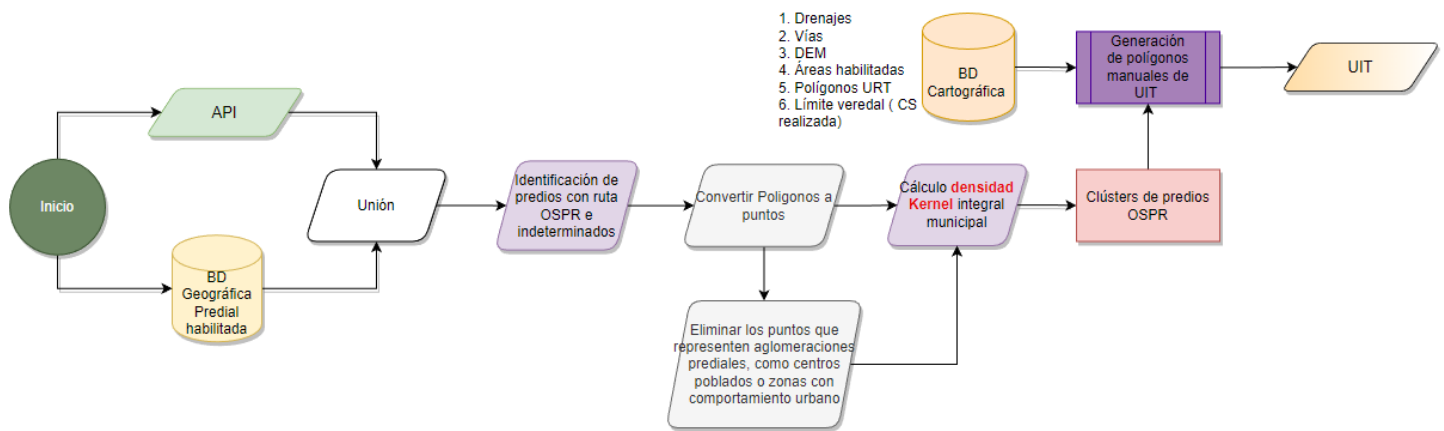 1. Drenajes
2. Vías
3. DEM
4. Áreas habilitadas
5. Polígonos URT
6. Límite veredal ( CS
realizada)
BD
Cartográfica
Generación
de polígonos
manuales de
UIT
UIT
API
Inicio
BD
Geográfica
Predial
habilitada
Unión
Identificación de
predios con ruta
OSPR e
indeterminados
Convertir Poligonos a
puntos
Cálculo densidad
Kernel integral
municipal
Clústers de predios
OSPR
Eliminar los puntos que
representen aglomeraciones
prediales, como centros
poblados o zonas con
comportamiento urbano